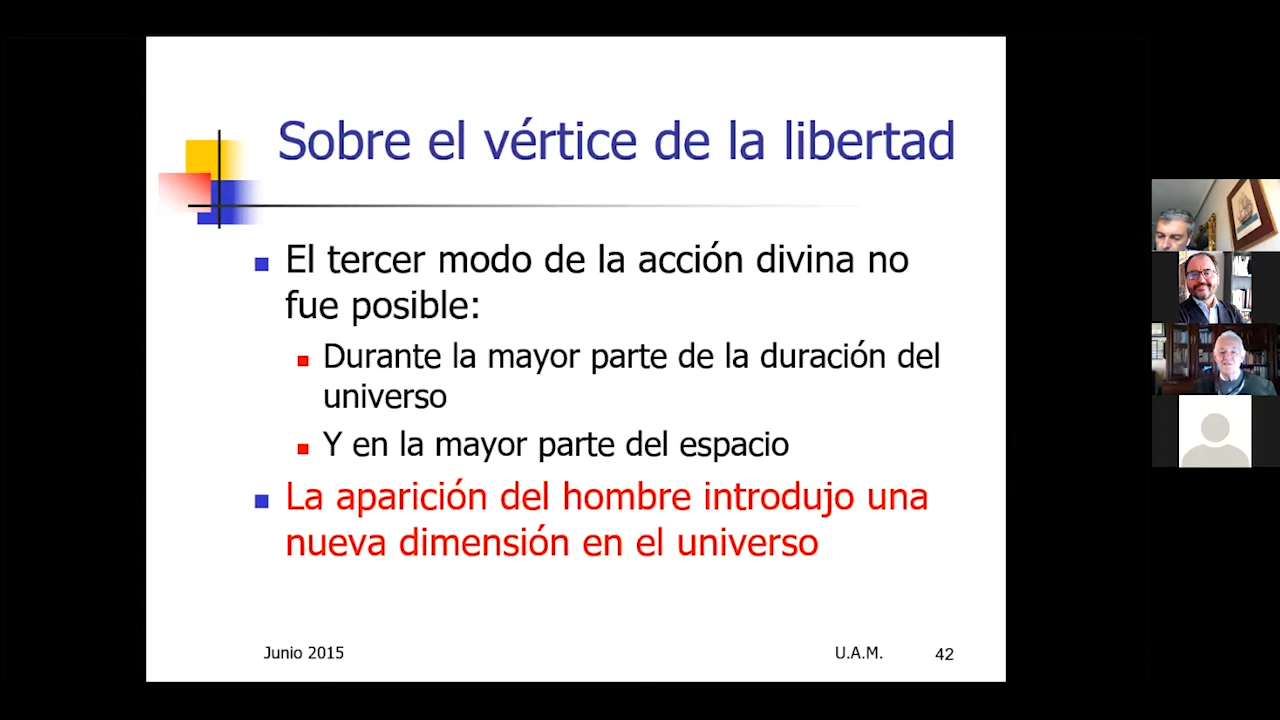 Sobre el vértice de la libertad
El tercer modo de la acción divina no
fue posible:
Durante la mayor parte de la duración del
universo
Y en la mayor parte del espacio
La aparición del hombre introdujo una
nueva dimensión en el universo
Junio 2015
U.A.M.
42